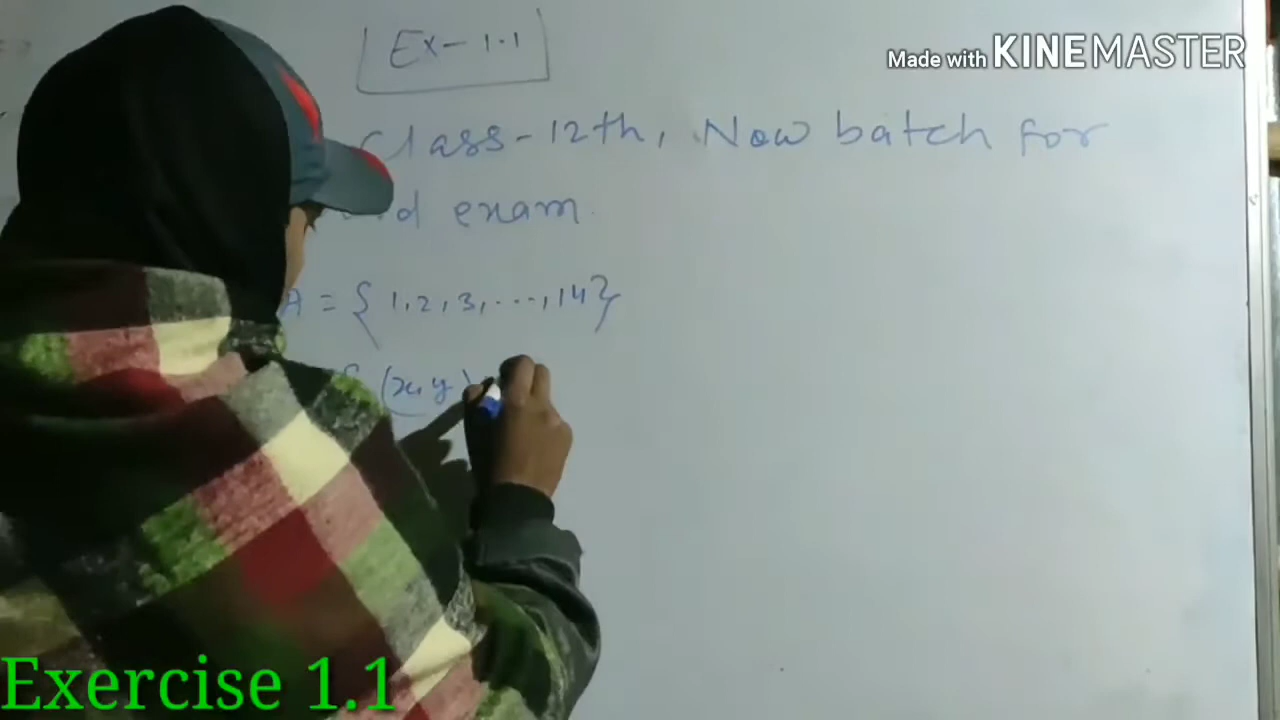 Ex-1.1
Made with KINEMASTER
Class-12th, Now batch for
exam.
A = { 1, 2, 3, ..., 14}
{ (x, y)
Exercise 1.1